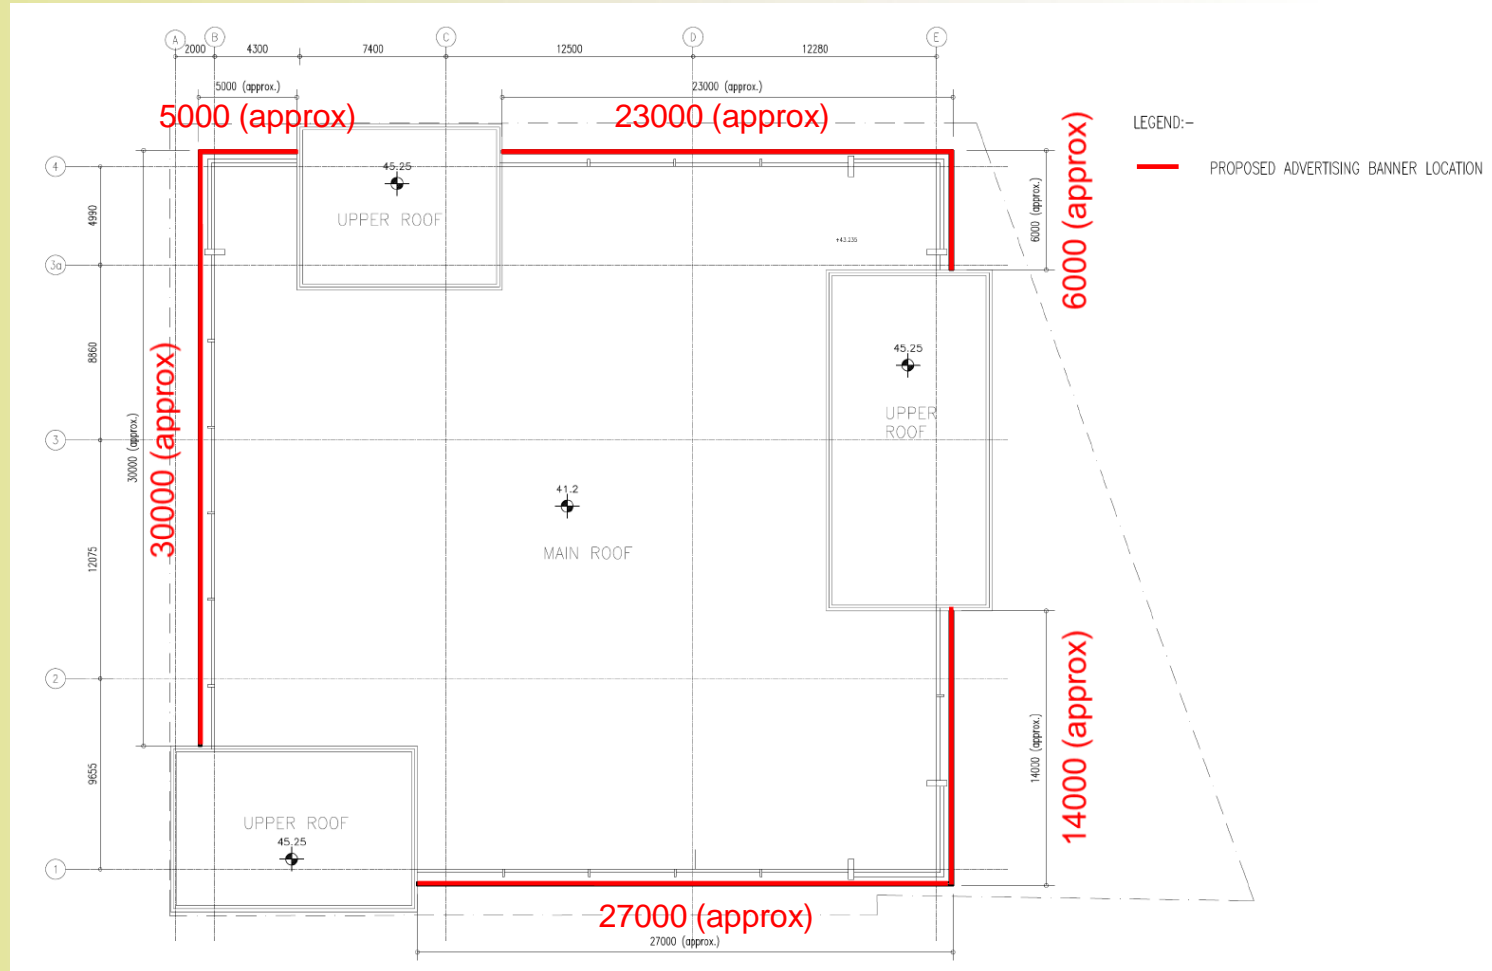 A
B
C
D
E
2000
4300
7400
12500
12280
5000 (approx.)
23000 (approx.)
5000 (approx)
23000 (approx)
LEGEND:-
PROPOSED ADVERTISING BANNER LOCATION
4
45.25
UPPER ROOF
4990
6000 (approx.)
6000 (approx)
+43.235
3a
8860
45.25
UPPER
ROOF
30000 (approx.)
30000 (approx)
3
41.2
MAIN ROOF
12075
2
14000 (approx.)
14000 (approx)
9655
UPPER ROOF
45.25
1
27000 (approx)
27000 (approx.)